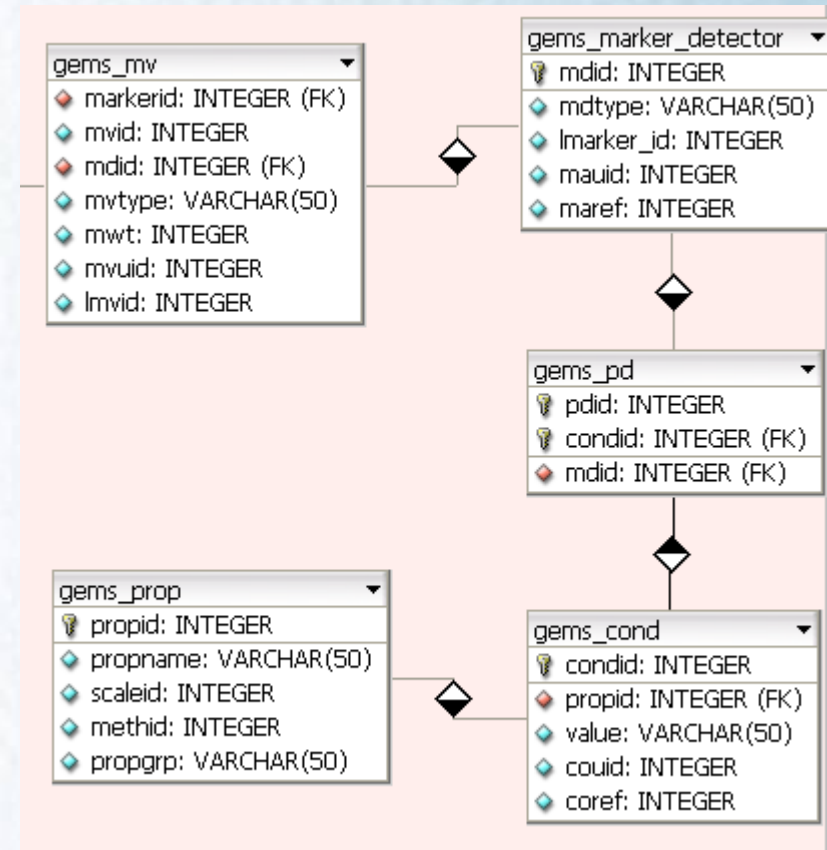 gems_mv
markerid: INTEGER (FK)
mvid: INTEGER
mdid: INTEGER (FK)
mvtype: VARCHAR(50)
mwt: INTEGER
mvuid: INTEGER
lmvid: INTEGER
gems_marker_detector
mdid: INTEGER
mdtype: VARCHAR(50)
lmarker_id: INTEGER
mauid: INTEGER
maref: INTEGER
gems_pd
pdid: INTEGER
condid: INTEGER (FK)
mdid: INTEGER (FK)
gems_prop
propid: INTEGER
propname: VARCHAR(50)
scaleid: INTEGER
methid: INTEGER
propgrp: VARCHAR(50)
gems_cond
condid: INTEGER
propid: INTEGER (FK)
value: VARCHAR(50)
couid: INTEGER
coref: INTEGER